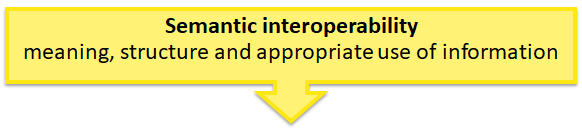 Semantic interoperability
meaning, structure and appropriate use of information